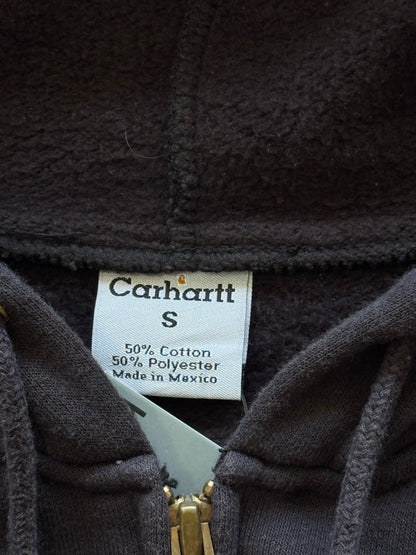 Carhartt
S
50% Cotton
50% Polyester
Made in Mexico